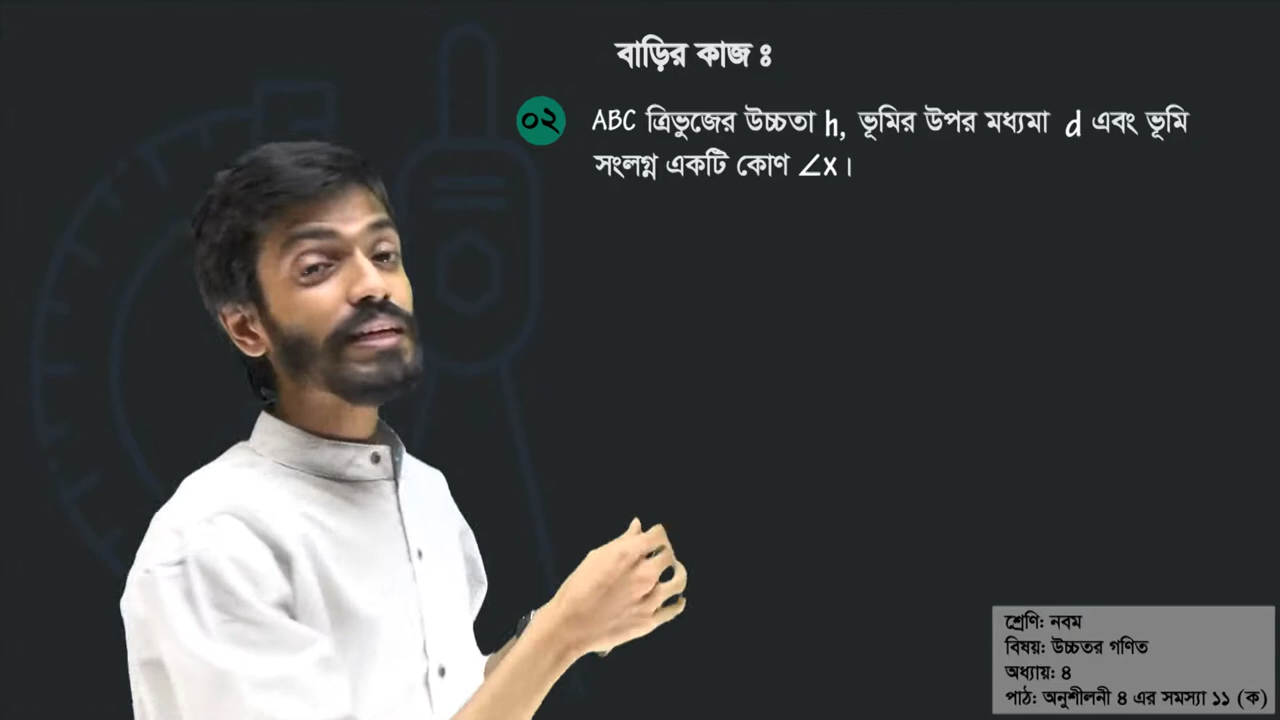 বাড়ির কাজ ঃ
০২ ABC ত্রিভুজের উচ্চতা h, ভূমির উপর মধ্যমা d এবং ভূমি
সংলগ্ন একটি কোণ ∠x।
শ্রেণি: নবম
বিষয়: উচ্চতর গণিত
অধ্যায়: ৪
পাঠ: অনুশীলনী ৪ এর সমস্যা ১১ (ক)